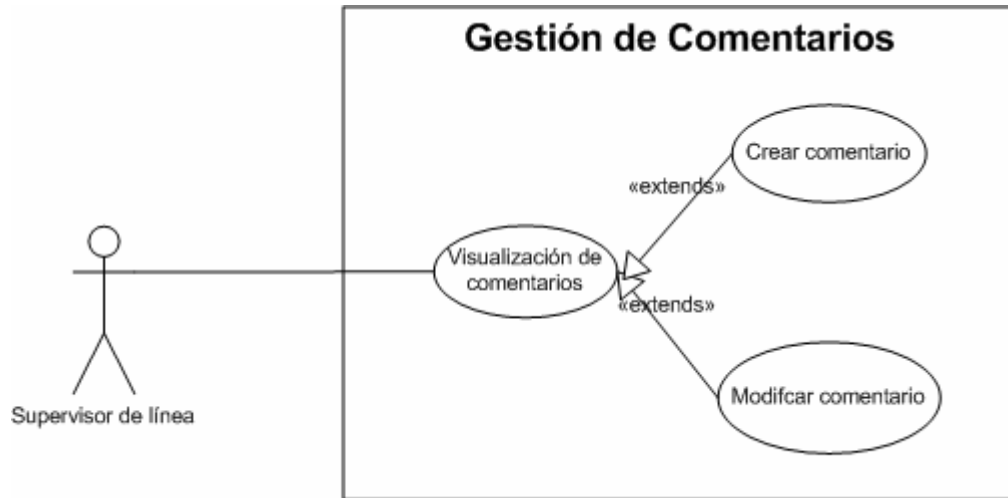 Gestión de Comentarios
Crear comentario
«extends»
Visualización de
comentarios
«extends»
Modifcar comentario
Supervisor de línea